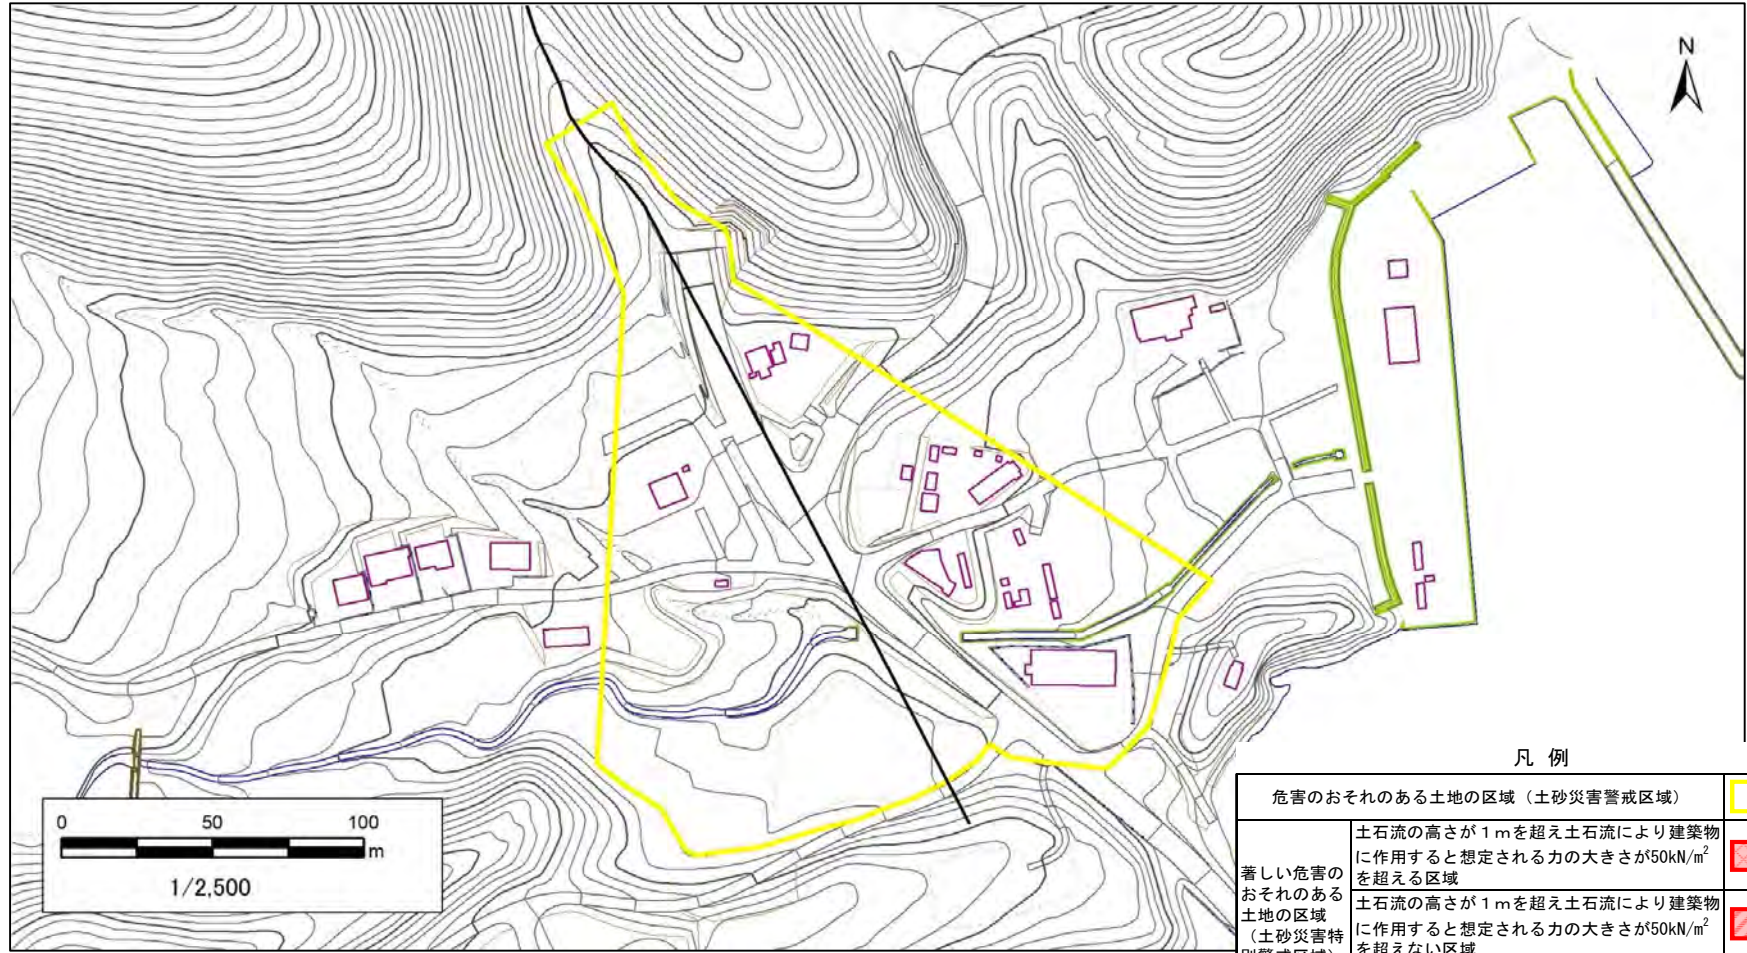 N
凡 例
危害のおそれのある土地の区域（土砂災害警戒区域）
著しい危害の
おそれのある
土地の区域
（土砂災害特
別警戒区域）
土石流の高さが１ｍを超え土石流により建築物
に作用すると想定される力の大きさが50kN/m²
を超える区域
土石流の高さが１ｍを超え土石流により建築物
に作用すると想定される力の大きさが50kN/m²
を超えない区域
0 50 100
m
1/2,500